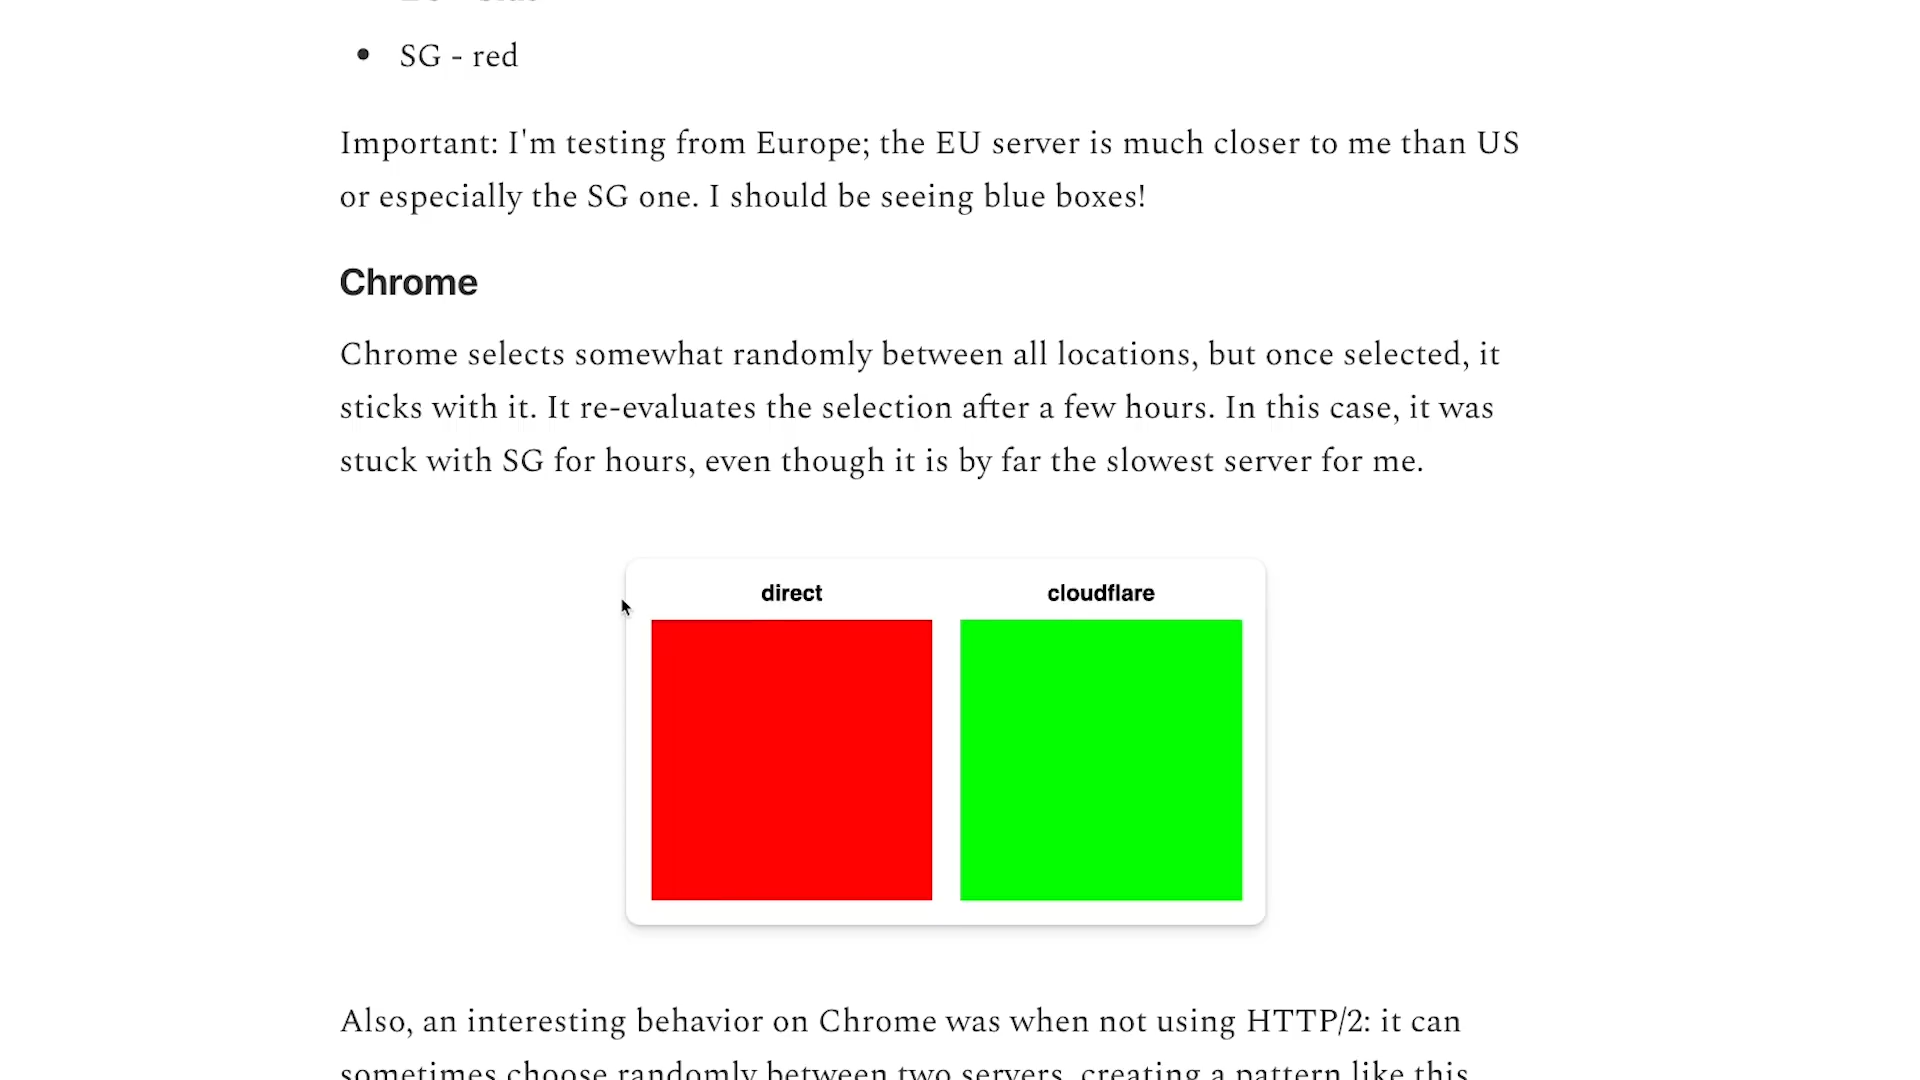 SG - red
Important: I'm testing from Europe; the EU server is much closer to me than US
or especially the SG one. I should be seeing blue boxes!
Chrome
Chrome selects somewhat randomly between all locations, but once selected, it
sticks with it. It re-evaluates the selection after a few hours. In this case, it was
stuck with SG for hours, even though it is by far the slowest server for me.
direct cloudflare
Also, an interesting behavior on Chrome was when not using HTTP/2: it can
sometimes choose randomly between two servers, creating a pattern like this